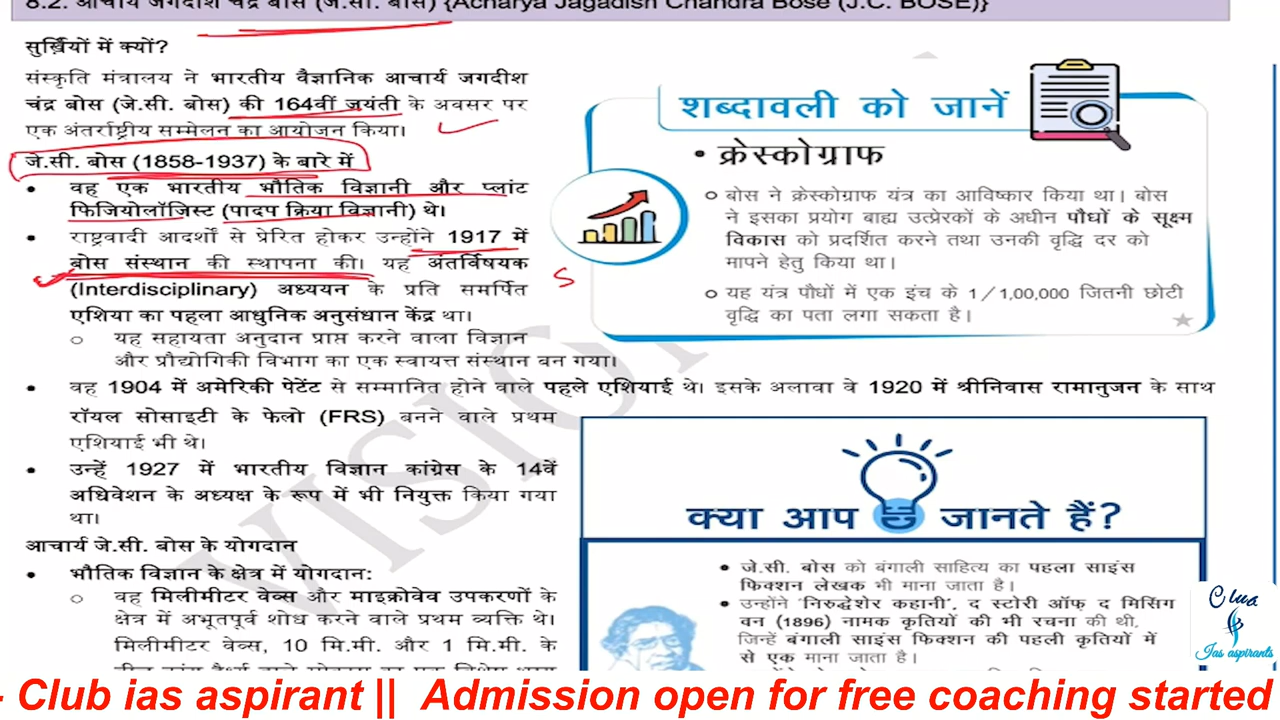 8.2. आचार्य जगदीश चंद्र बोस (जे.सी. बोस) {Acharya Jagadish Chandra Bose (J.C. BOSE)}
सुर्ख़ियों में क्यों?
संस्कृति मंत्रालय ने भारतीय वैज्ञानिक आचार्य जगदीश
चंद्र बोस (जे.सी. बोस) की 164वीं जयंती के अवसर पर
एक अंतर्राष्ट्रीय सम्मेलन का आयोजन किया।
जे.सी. बोस (1858-1937) के बारे में
• वह एक भारतीय भौतिक विज्ञानी और प्लांट
फिजियोलॉजिस्ट (पादप क्रिया विज्ञानी) थे।
• राष्ट्रवादी आदर्शों से प्रेरित होकर उन्होंने 1917 में
बोस संस्थान की स्थापना की। यह अंतर्विषयक
(Interdisciplinary) अध्ययन के प्रति समर्पित
एशिया का पहला आधुनिक अनुसंधान केंद्र था।
○ यह सहायता अनुदान प्राप्त करने वाला विज्ञान
और प्रौद्योगिकी विभाग का एक स्वायत्त संस्थान बन गया।
• वह 1904 में अमेरिकी पेटेंट से सम्मानित होने वाले पहले एशियाई थे। इसके अलावा वे 1920 में श्रीनिवास रामानुजन के साथ
रॉयल सोसाइटी के फेलो (FRS) बनने वाले प्रथम
एशियाई भी थे।
• उन्हें 1927 में भारतीय विज्ञान कांग्रेस के 14वें
अधिवेशन के अध्यक्ष के रूप में भी नियुक्त किया गया
था।
आचार्य जे.सी. बोस के योगदान
• भौतिक विज्ञान के क्षेत्र में योगदान:
○ वह मिलीमीटर वेव्स और माइक्रोवेव उपकरणों के
क्षेत्र में अभूतपूर्व शोध करने वाले प्रथम व्यक्ति थे।
मिलीमीटर वेव्स, 10 मि.मी. और 1 मि.मी. के
शब्दावली को जानें
• क्रेस्कोग्राफ
○ बोस ने क्रेस्कोग्राफ यंत्र का आविष्कार किया था। बोस
ने इसका प्रयोग बाह्य उत्प्रेरकों के अधीन पौधों के सूक्ष्म
विकास को प्रदर्शित करने तथा उनकी वृद्धि दर को
मापने हेतु किया था।
○ यह यंत्र पौधों में एक इंच के 1/1,00,000 जितनी छोटी
वृद्धि का पता लगा सकता है।
क्या आप जानते हैं?
• जे.सी. बोस को बंगाली साहित्य का पहला साइंस
फिक्शन लेखक भी माना जाता है।
• उन्होंने 'निरुद्देशेर कहानी', द स्टोरी ऑफ़ द मिसिंग
वन (1896) नामक कृतियों की भी रचना की थी,
जिन्हें बंगाली साइंस फिक्शन की पहली कृतियों में
से एक माना जाता है।
VISION
Club
Ias aspirants
- Club ias aspirant || Admission open for free coaching started